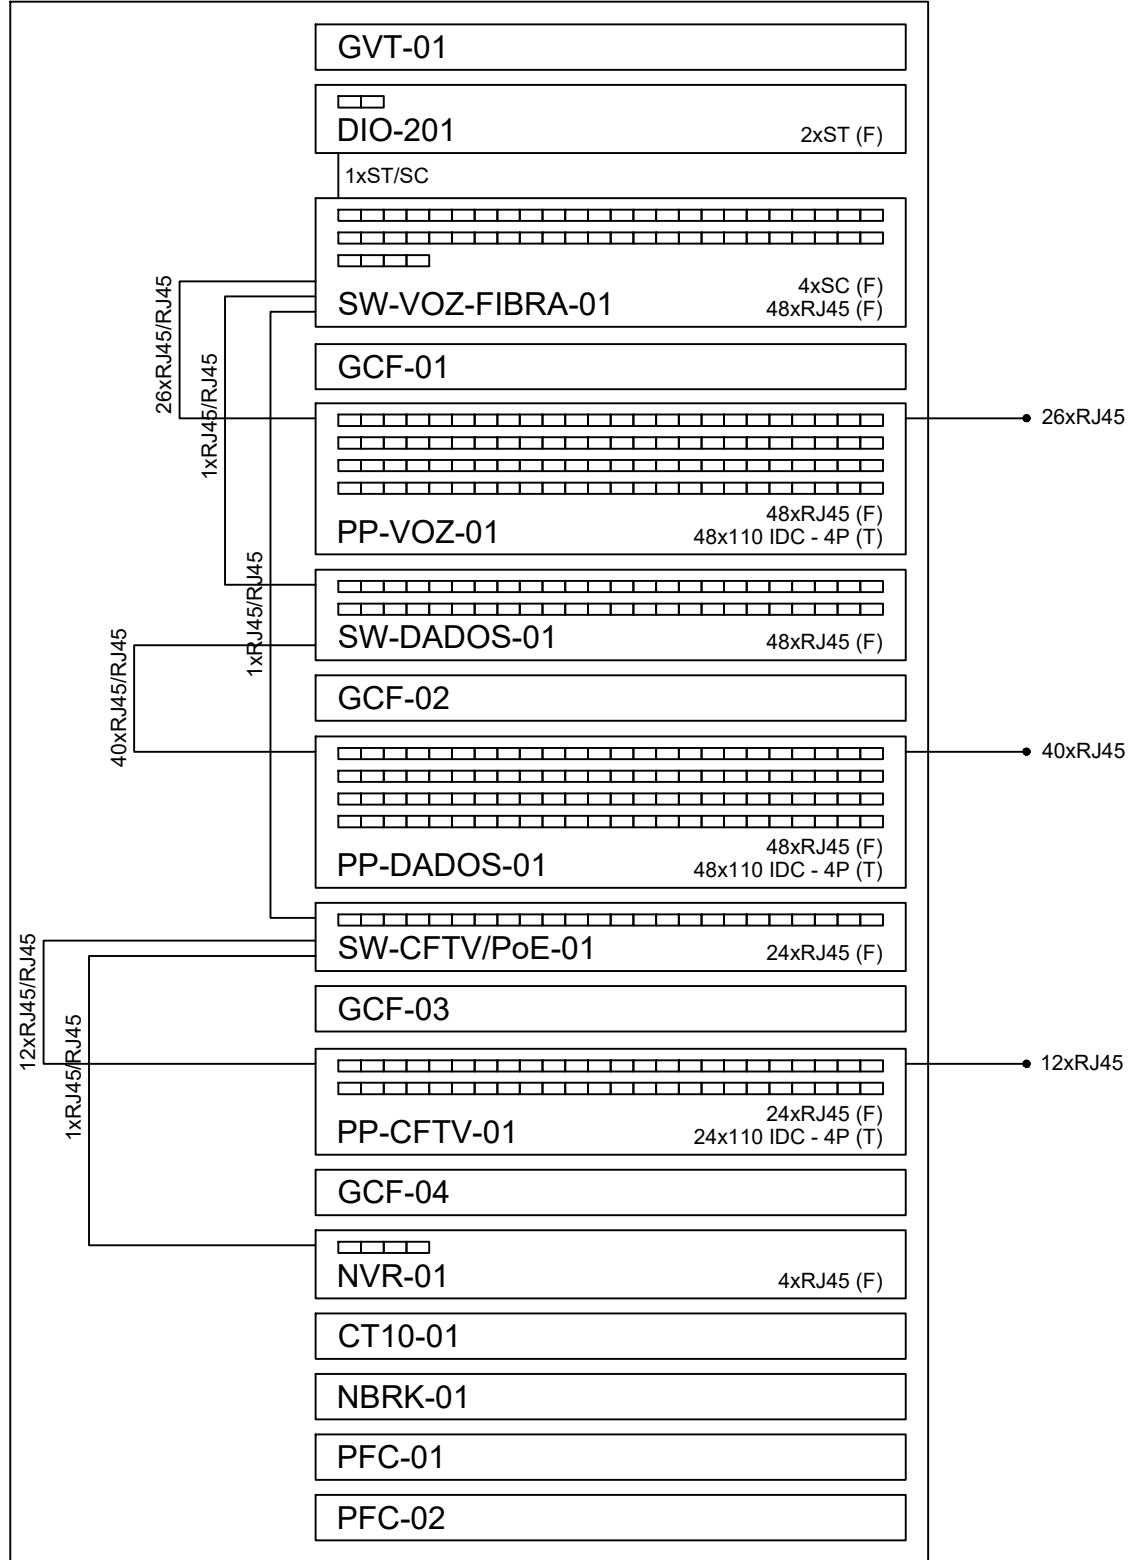 GVT-01
DIO-201
2xST (F)
1xST/SC
4xSC (F)
SW-VOZ-FIBRA-01
48xRJ45 (F)
26xRJ45/RJ45
1xRJ45/RJ45
GCF-01
26xRJ45
48xRJ45 (F)
PP-VOZ-01
48x110 IDC - 4P (T)
1xRJ45/RJ45
SW-DADOS-01
48xRJ45 (F)
40xRJ45/RJ45
GCF-02
40xRJ45
48xRJ45 (F)
PP-DADOS-01
48x110 IDC - 4P (T)
SW-CFTV/PoE-01
24xRJ45 (F)
12xRJ45/RJ45
GCF-03
1xRJ45/RJ45
12xRJ45
24xRJ45 (F)
PP-CFTV-01
24x110 IDC - 4P (T)
GCF-04
NVR-01
4xRJ45 (F)
CT10-01
NBRK-01
PFC-01
PFC-02